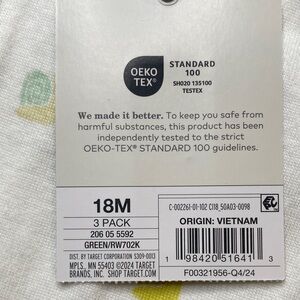 OEKO
TEX®
STANDARD
100
SH020 135100
TESTEX
We made it better. To keep you safe from
harmful substances, this product has been
independently tested to the strict
OEKO-TEX® STANDARD 100 guidelines.
18M
3 PACK
206 05 5592
GREEN/RW702K
DIST. BY TARGET CORPORATION S309-0013
MPLS, MN 55403 ©2024 TARGET
BRANDS, INC. SHOP TARGET.COM
C-002261-01-102 CI18_50A03-0098
ORIGIN: VIETNAM
1 98420 51641 3
F00321956-Q4/24